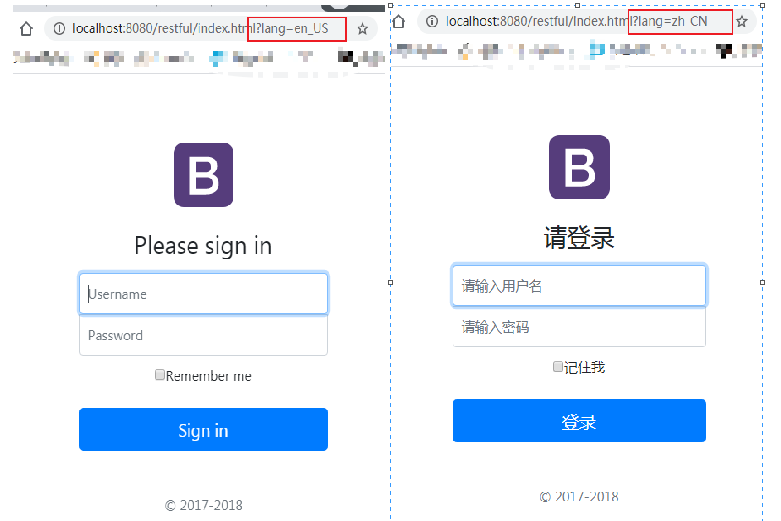 localhost:8080/restful/index.html?lang=en_US
B
Please sign in
Username
Password
Remember me
Sign in
© 2017-2018
localhost:8080/restful/index.html?lang=zh_CN
B
请登录
请输入用户名
请输入密码
记住我
登录
© 2017-2018